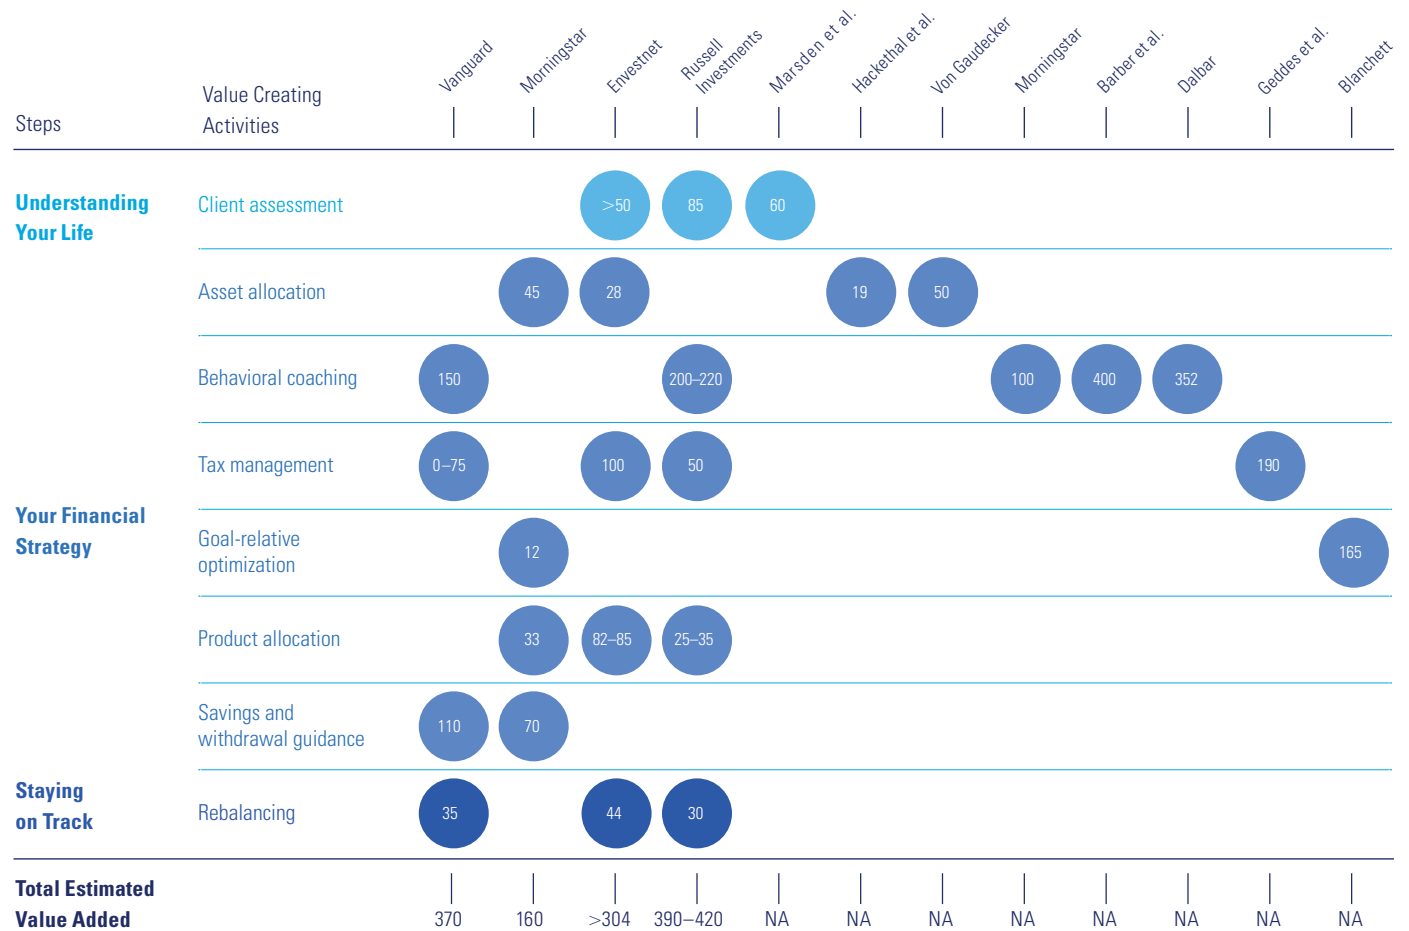 Vanguard
Morningstar
Envestnet
Russell
Investments
Marsden et al.
Hackethal et al.
Von Gaudecker
Morningstar
Barber et al.
Dalbar
Geddes et al.
Blanchett
Steps
Value Creating
Activities
Understanding
Your Life
Client assessment
>50
85
60
Asset allocation
45
28
19
50
Behavioral coaching
150
200–220
100
400
352
Tax management
0–75
100
50
190
Your Financial
Strategy
Goal-relative
optimization
12
165
Product allocation
33
82–85
25–35
Savings and
withdrawal guidance
110
70
Staying
on Track
Rebalancing
35
44
30
Total Estimated
Value Added
370
160
>304
390–420
NA
NA
NA
NA
NA
NA
NA
NA